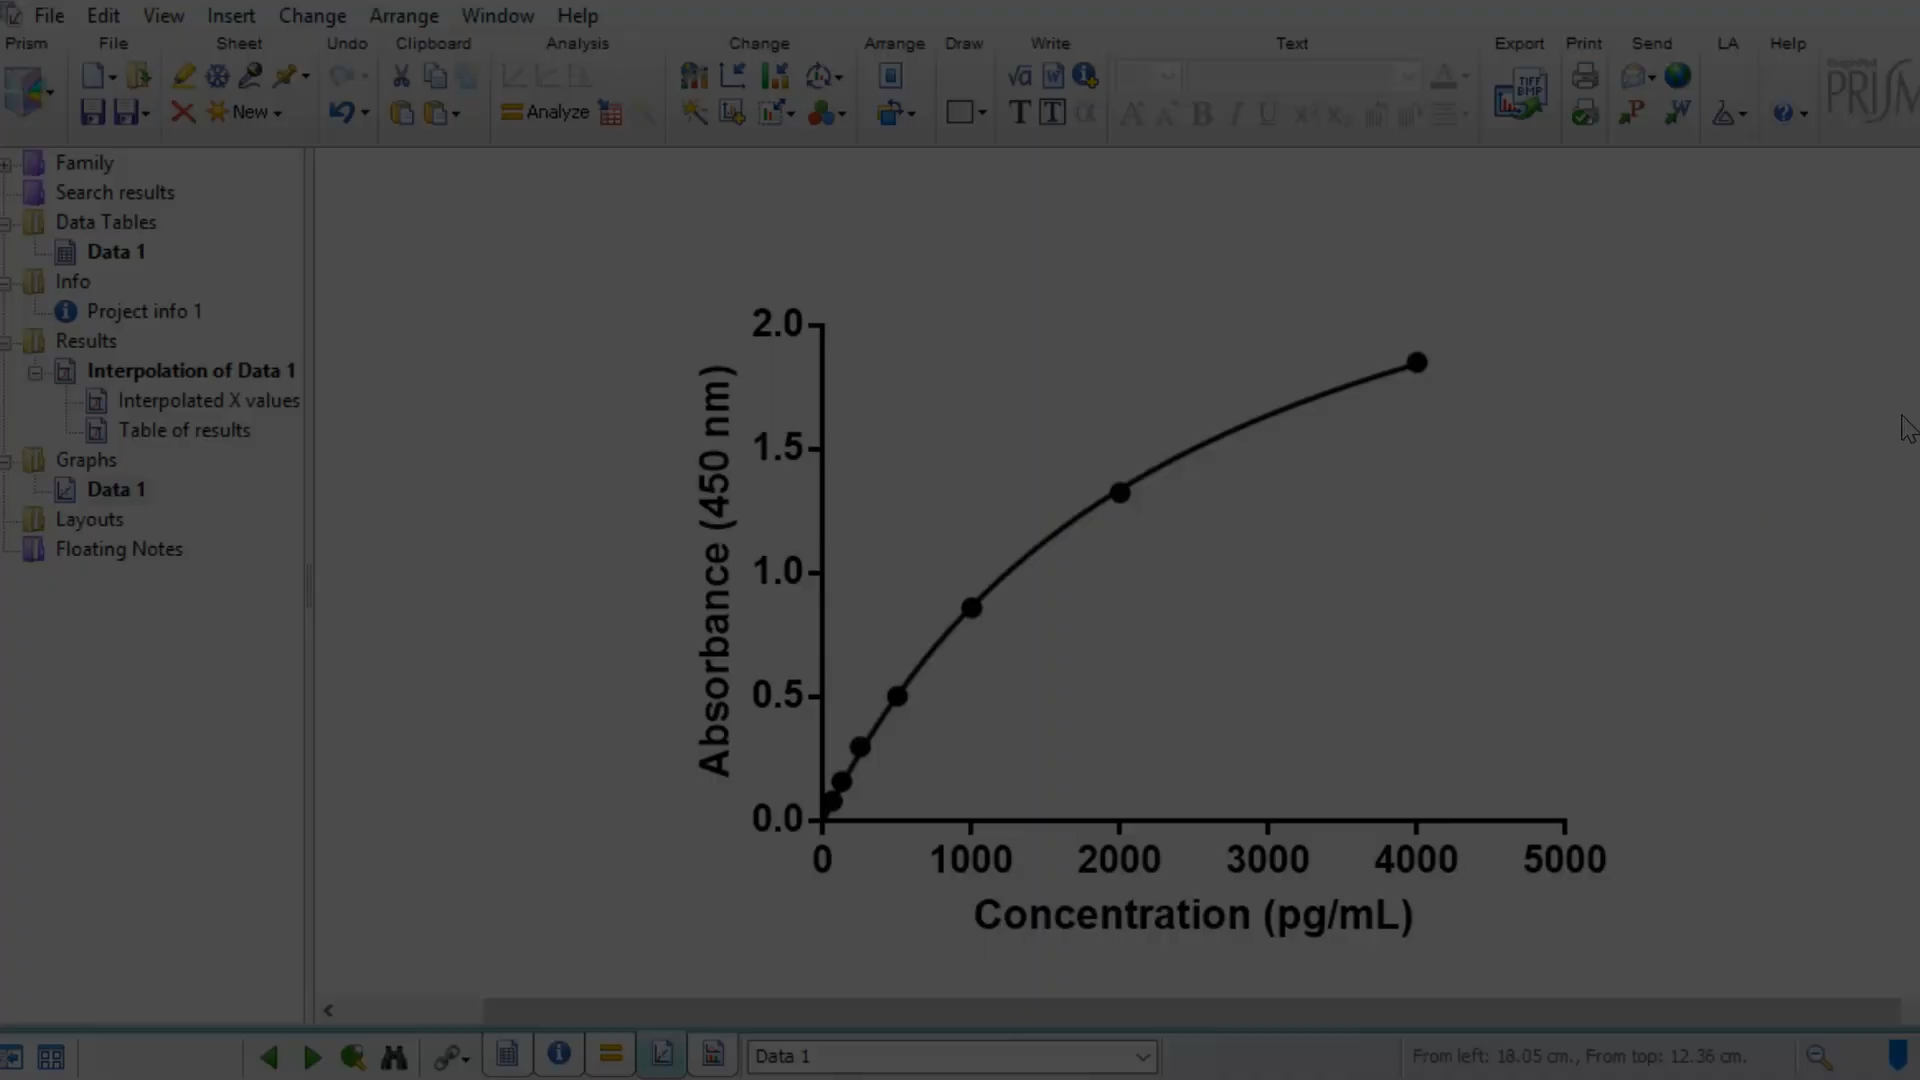 File Edit View Insert Change Arrange Window Help
Prism File Sheet Undo Clipboard Analysis Change Arrange Draw Write Text Export Print Send LA Help
New
Analyze
TIFF
BMP
PRISM
Family
Search results
Data Tables
Data 1
Info
Project info 1
Results
Interpolation of Data 1
Interpolated X values
Table of results
Graphs
Data 1
Layouts
Floating Notes
2.0
1.5
1.0
0.5
0.0
Absorbance (450 nm)
0 1000 2000 3000 4000 5000
Concentration (pg/mL)
Data 1
From left: 18.05 cm., From top: 12.36 cm.